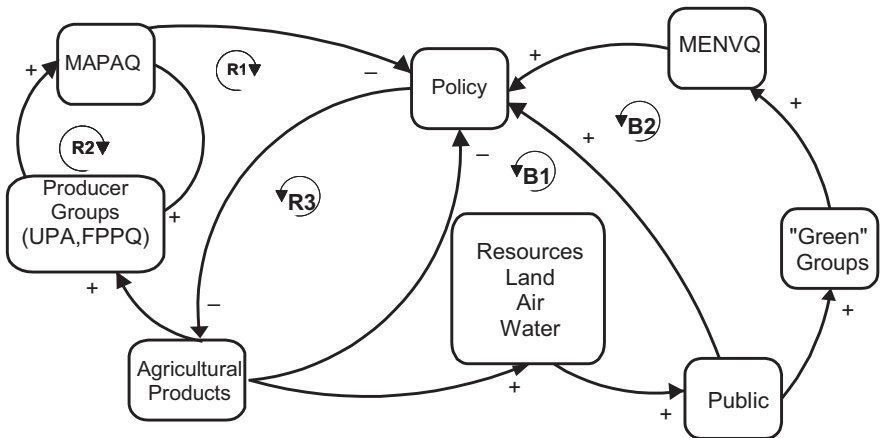 MAPAQ
+
R1
–
+
MENVQ
Policy
+
R2
+
B2
+
–
B1
R3
Producer
Groups
(UPA,FPPQ)
+
"Green"
Groups
Resources
Land
Air
Water
+
–
+
Agricultural
Products
+
+
Public